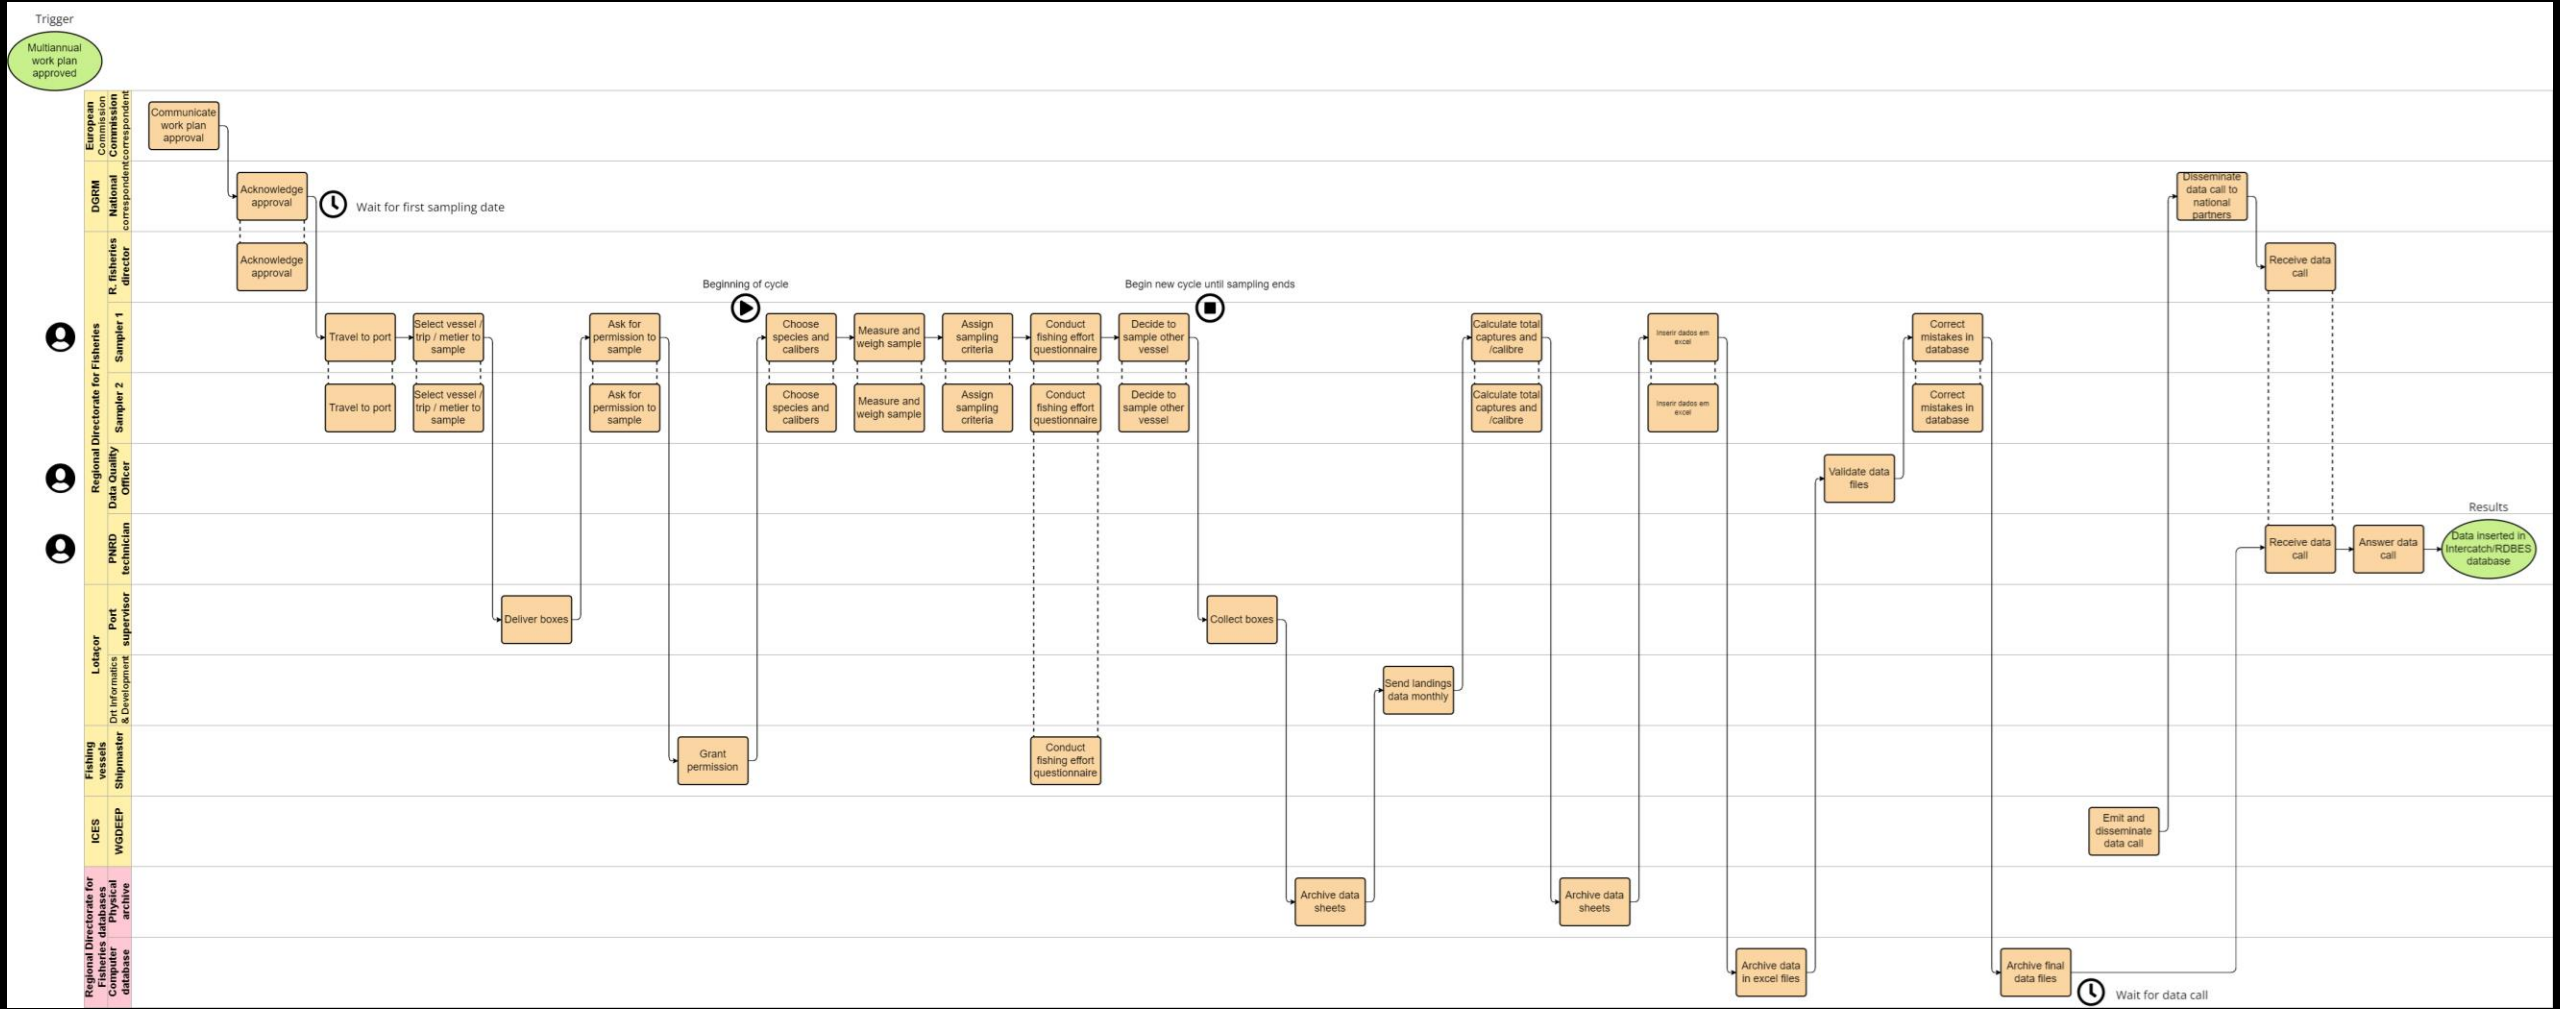 Trigger
Multiannual
work plan
approved
European
Commission
National
Commission
correspondent
Communicate
work plan
approval
DGRM
National
correspondent
Acknowledge
approval
Wait for first sampling date
Disseminate
data call to
national
partners
Regional Directorate for Fisheries
R. fisheries
director
Acknowledge
approval
Receive data
call
Beginning of cycle
Begin new cycle until sampling ends
Sampler 1
Travel to port
Select vessel /
trip / metier to
sample
Ask for
permission to
sample
Choose
species and
calibers
Measure and
weigh sample
Assign
sampling
criteria
Conduct
fishing effort
questionnaire
Decide to
sample other
vessel
Calculate total
captures and
/calibre
Inserir dados em
excel
Correct
mistakes in
database
Sampler 2
Travel to port
Select vessel /
trip / metier to
sample
Ask for
permission to
sample
Choose
species and
calibers
Measure and
weigh sample
Assign
sampling
criteria
Conduct
fishing effort
questionnaire
Decide to
sample other
vessel
Calculate total
captures and
/calibre
Inserir dados em
excel
Correct
mistakes in
database
Data Quality
Officer
Validate data
files
PNRD
technician
Receive data
call
Answer data
call
Results
Data inserted in
Intercatch/RDBES
database
Lotaçor
Port
supervisor
Deliver boxes
Collect boxes
Drt Informatics
& Development
Send landings
data monthly
Fishing
vessels
Shipmaster
Grant
permission
Conduct
fishing effort
questionnaire
ICES
WGDEEP
Emit and
disseminate
data call
Regional Directorate for
Fisheries databases
Physical
archive
Archive data
sheets
Archive data
sheets
Computer
database
Archive data
in excel files
Archive final
data files
Wait for data call